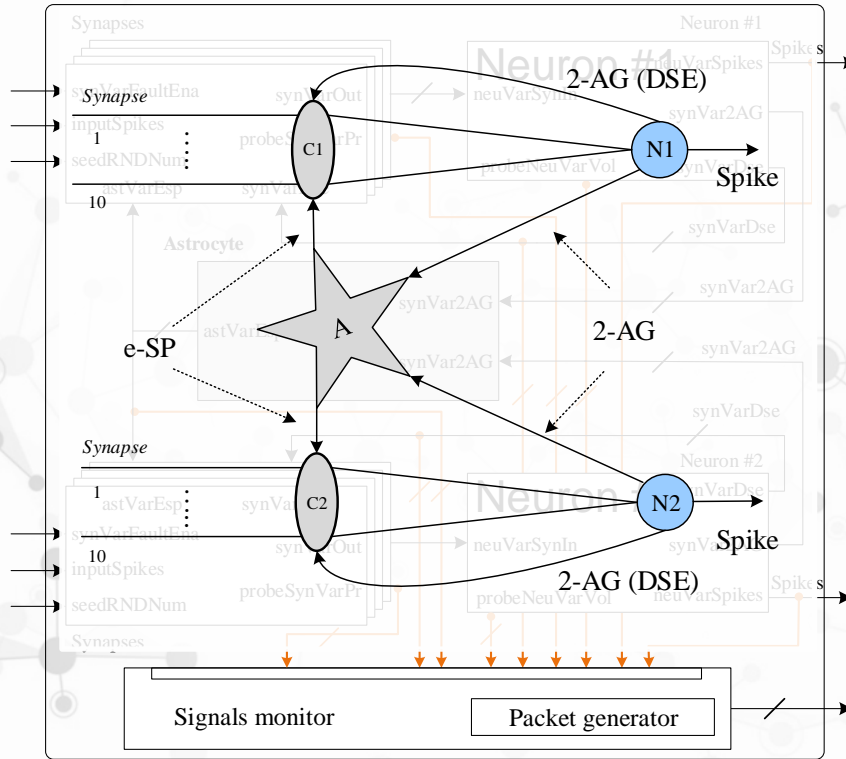 Synapses
Neuron #1
Neuron #1
Spikes
neuVarSpikes
2-AG (DSE)
synVarFaultEna
Synapse
synVarOut
neuVarSynIn
synVar2AG
inputSpikes
1
probeSynVarPr
C1
N1
seedRNDNum
probeNeuVarVol
synVarDse
Spike
astVarEsp
10
synVarDse
Astrocyte
synVar2AG
A
astVarEsp
e-SP
2-AG
synVar2AG
synVar2AG
synVarDse
Synapse
Neuron #2
1
astVarEsp
Neuron
synVarDse
C2
N2
synVarFaultEna
10
synVarOut
neuVarSynIn
Spike
inputSpikes
probeSynVarPr
2-AG (DSE)
Spikes
seedRNDNum
probeNeuVarVol
neuVarSpikes
Synapses
Signals monitor
Packet generator